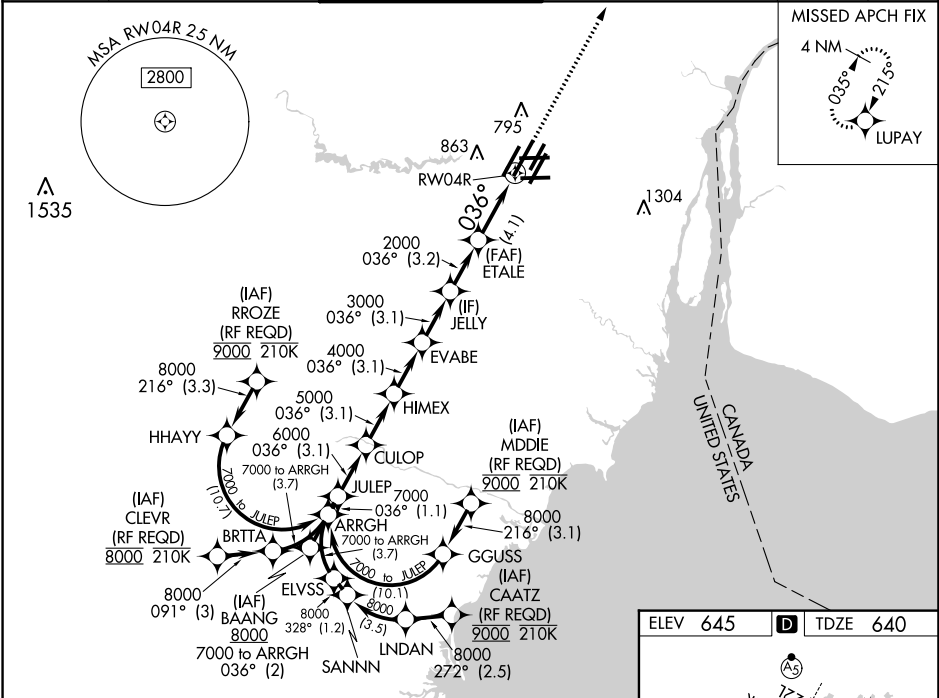 MSA RW04R 25 NM
2800
1535
863
795
RW04R
1304
MISSED APCH FIX
4 NM
035°
215°
LUPAY
036°
(4.1)
(FAF)
ETALE
2000
036° (3.2)
(IF)
JELLY
3000
036° (3.1)
EVABE
4000
036° (3.1)
HIMEX
5000
036° (3.1)
CULOP
6000
036° (3.1)
JULEP
7000
036° (1.1)
ARRGH
(IAF)
RROZE
(RF REQD)
9000 210K
8000
216° (3.3)
HHAYY
7000 to JULEP
(10.7)
7000 to ARRGH
(3.7)
(IAF)
CLEVR
(RF REQD)
8000 210K
BRTTA
8000
091° (3)
(IAF)
BAANG
8000
7000 to ARRGH
036° (2)
(IAF)
MDDIE
(RF REQD)
9000 210K
8000
216° (3.1)
GGUSS
7000 to JULEP
(10.1)
7000 to ARRGH
(3.7)
ELVSS
8000
328° (1.2)
SANNN
8000
(3.5)
LNDAN
(IAF)
CAATZ
(RF REQD)
9000 210K
8000
272° (2.5)
CANADA
UNITED STATES
ELEV 645
D
TDZE 640
A5